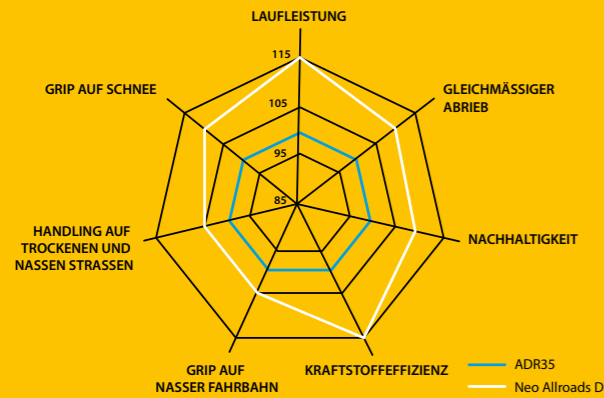 LAUFLEISTUNG
115
GRIP AUF SCHNEE
GLEICHMÄSSIGER
ABRIEB
105
95
85
HANDLING AUF
TROCKENEN UND
NASSEN STRASSEN
NACHHALTIGKEIT
GRIP AUF
NASSER FAHRBAHN
KRAFTSTOFFEFFIZIENZ
ADR35
Neo Allroads D